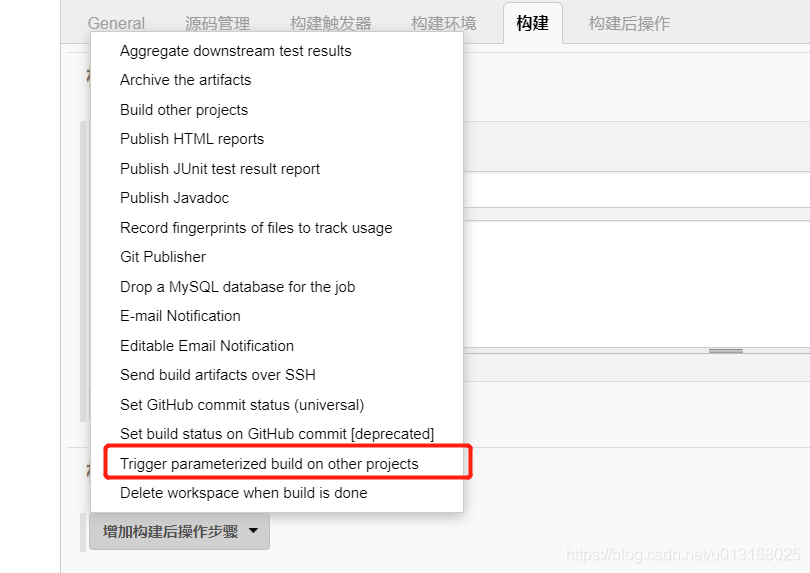 General 源码管理 构建触发器 构建环境 构建 构建后操作
Aggregate downstream test results
Archive the artifacts
Build other projects
Publish HTML reports
Publish JUnit test result report
Publish Javadoc
Record fingerprints of files to track usage
Git Publisher
Drop a MySQL database for the job
E-mail Notification
Editable Email Notification
Send build artifacts over SSH
Set GitHub commit status (universal)
Set build status on GitHub commit [deprecated]
Trigger parameterized build on other projects
Delete workspace when build is done
增加构建后操作步骤
https://blog.csdn.net/u013168025